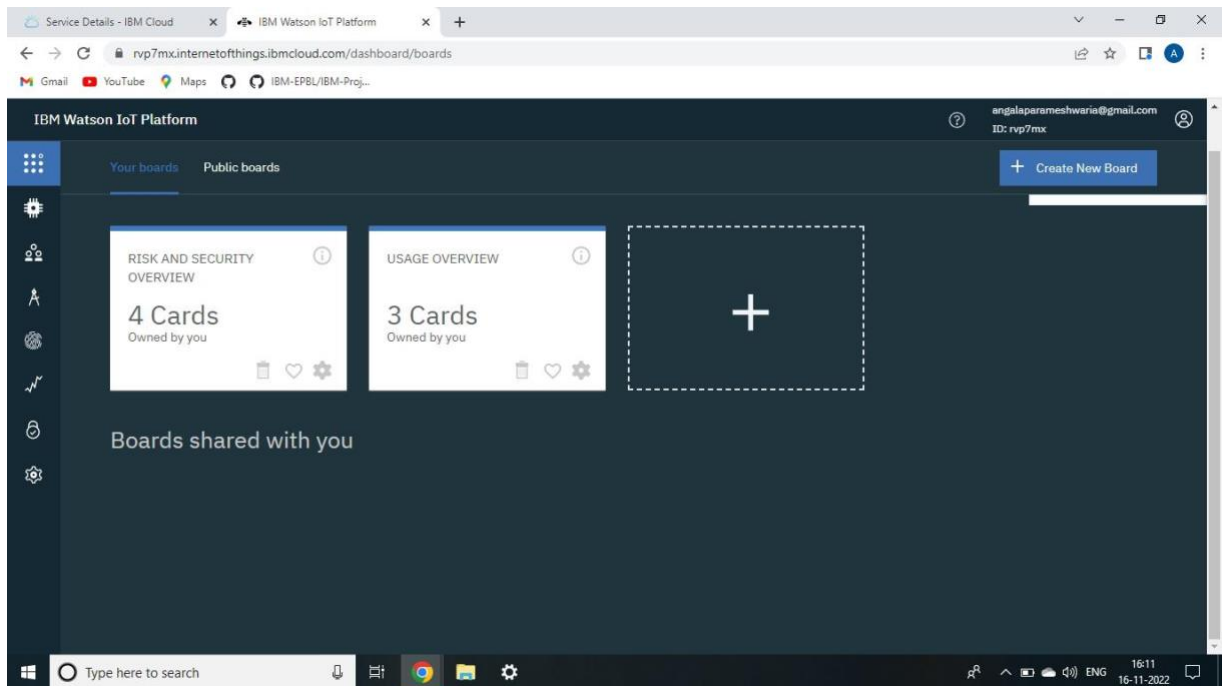 Service Details - IBM Cloud
IBM Watson IoT Platform
rvp7mx.internetofthings.ibmcloud.com/dashboard/boards
A
Gmail
YouTube
Maps
IBM-EPBL/IBM-Proj...
IBM Watson IoT Platform
angalaparameshwaria@gmail.com
ID: rvp7mx
Your boards
Public boards
Create New Board
RISK AND SECURITY
OVERVIEW
4 Cards
Owned by you
USAGE OVERVIEW
3 Cards
Owned by you
Boards shared with you
Type here to search
ENG
16:11
16-11-2022